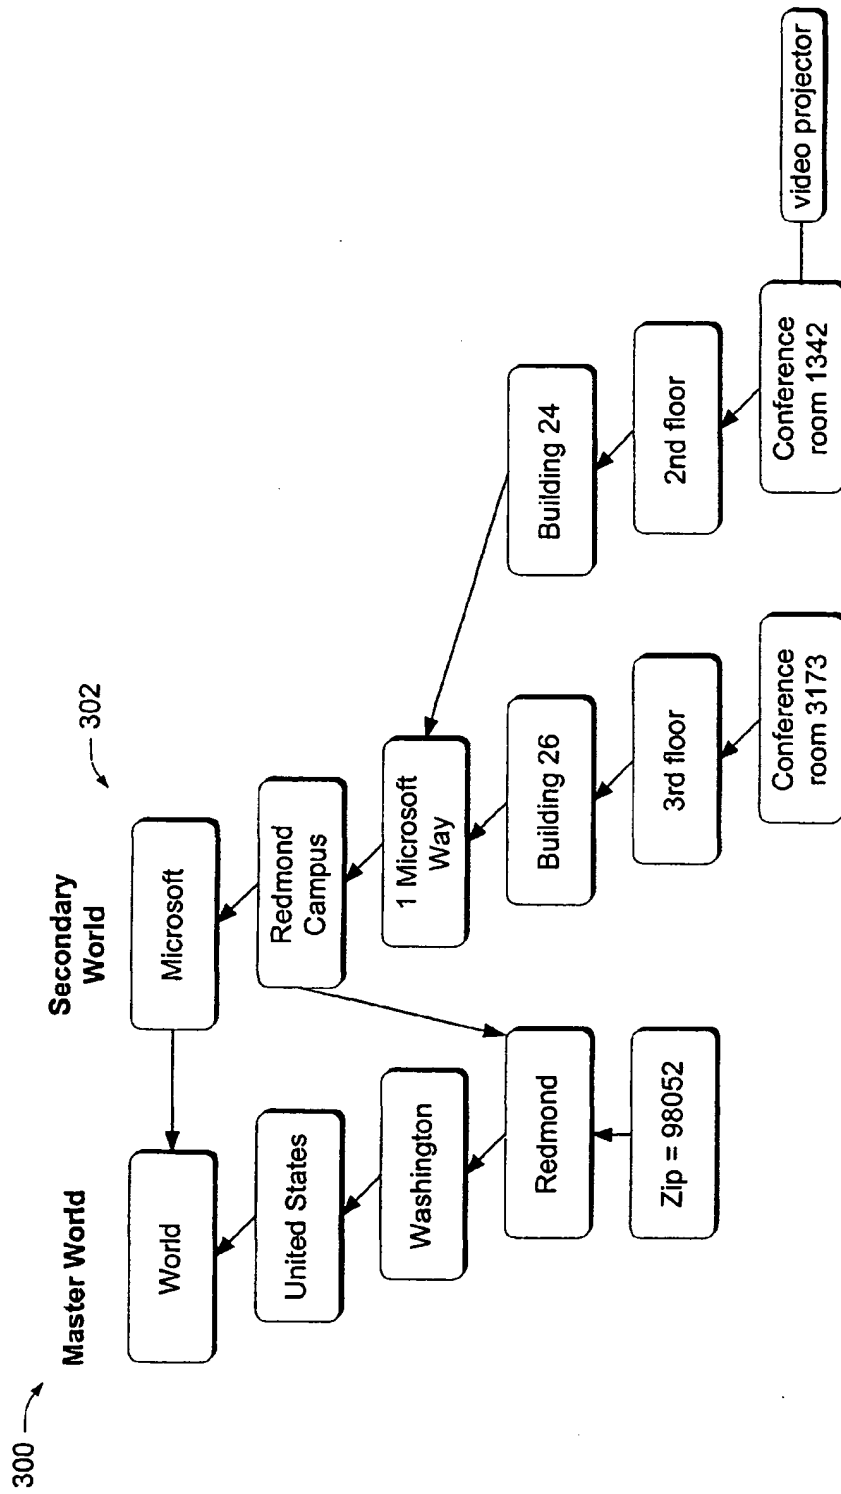 300
Master World
Secondary
World
302
World
Microsoft
United States
Redmond
Campus
Washington
1 Microsoft
Way
Redmond
Building 26
Building 24
Zip = 98052
3rd floor
2nd floor
Conference
room 3173
Conference
room 1342
video projector